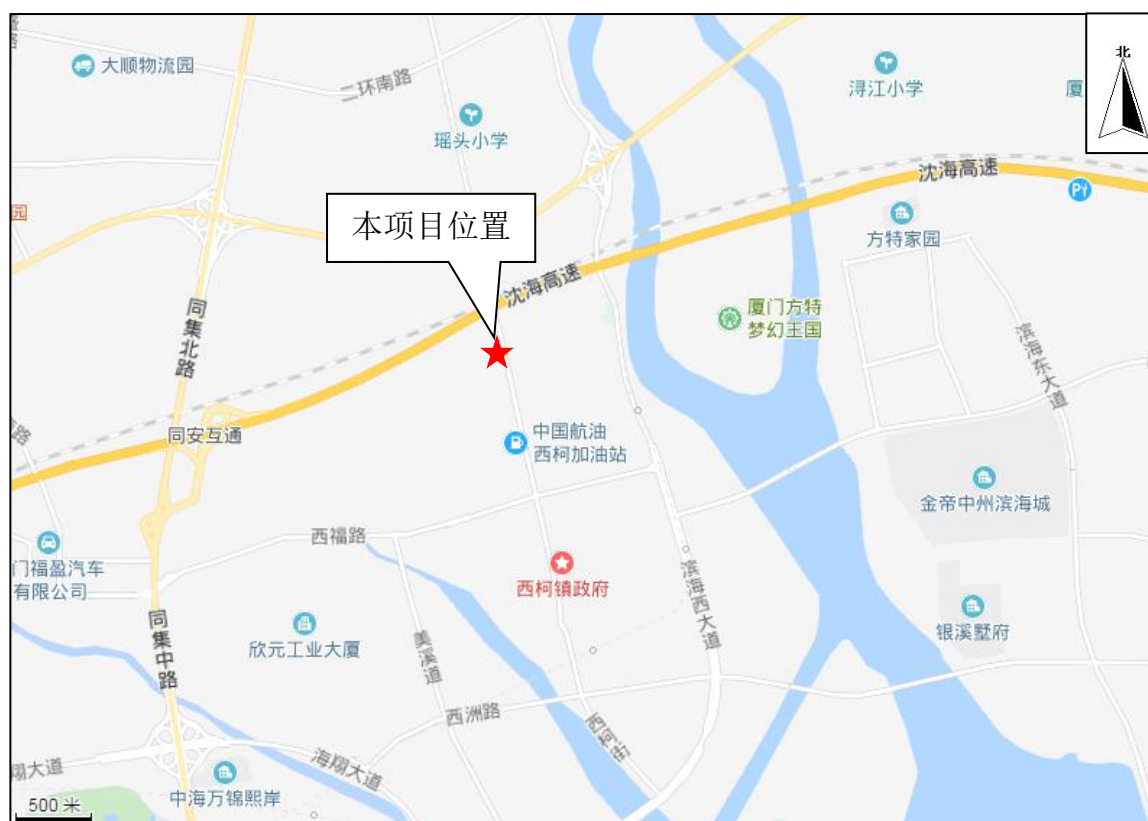 大顺物流园
二环南路
浔江小学
厦
北
瑶头小学
沈海高速
园
本项目位置
方特家园
沈海高速
厦门方特
梦幻王国
同集北路
滨海东大道
路
同安互通
中国航油
西柯加油站
金帝中州滨海城
西福路
门福盈汽车
有限公司
西柯镇政府
滨海西大道
银溪墅府
同集中路
欣元工业大厦
美溪道
西洲路
西柯街
翔大道
海翔大道
中海万锦熙岸
500 米